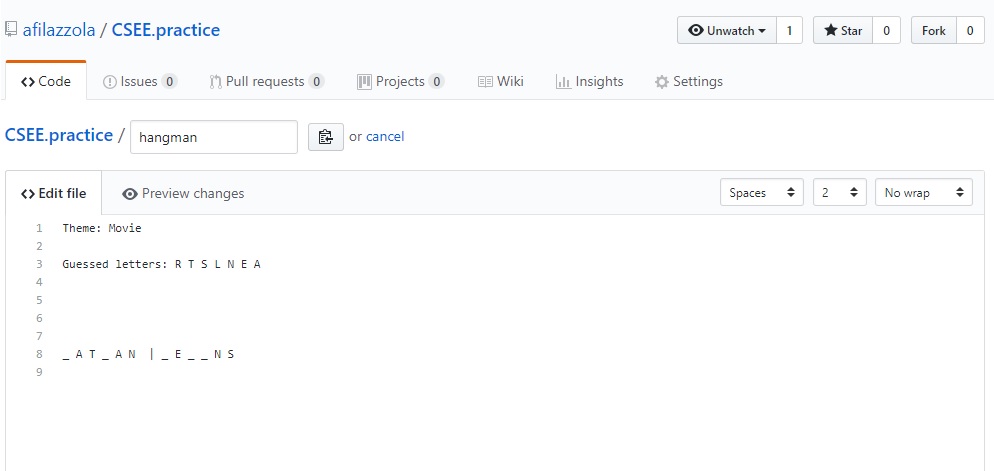 afilazzola / CSEE.practice
Unwatch 1 Star 0 Fork 0
Code Issues 0 Pull requests 0 Projects 0 Wiki Insights Settings
CSEE.practice / hangman or cancel
Edit file Preview changes Spaces 2 No wrap
1 Theme: Movie
2
3 Guessed letters: R T S L N E A
4
5
6
7
8 _ A T _ A N | _ E _ _ N S
9